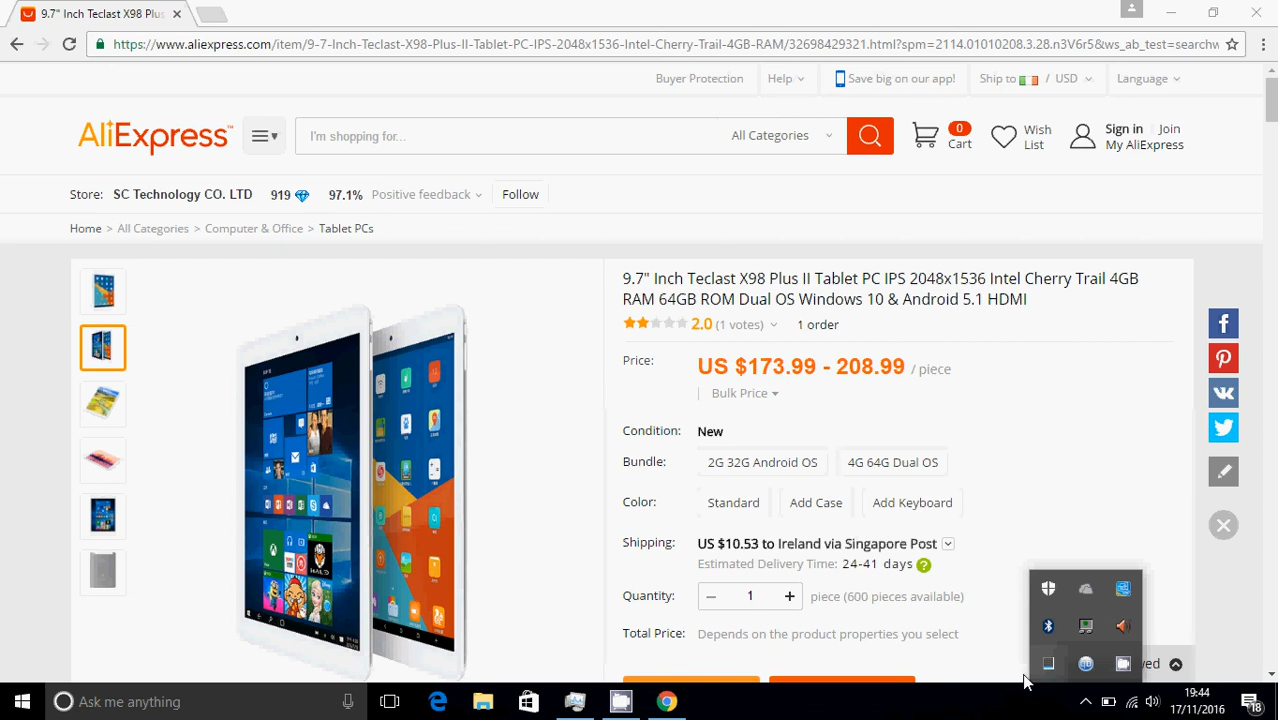 9.7" Inch Teclast X98 Plus
https://www.aliexpress.com/item/9-7-Inch-Teclast-X98-Plus-II-Tablet-PC-IPS-2048x1536-Intel-Cherry-Trail-4GB-RAM/32698429321.html?spm=2114.01010208.3.28.n3V6r5&ws_ab_test=searchw
Buyer Protection Help Save big on our app! Ship to / USD Language
AliExpress™ I'm shopping for... All Categories 0 Cart Wish List Sign in Join My AliExpress
Store: SC Technology CO. LTD 919 97.1% Positive feedback Follow
Home > All Categories > Computer & Office > Tablet PCs
9.7" Inch Teclast X98 Plus II Tablet PC IPS 2048x1536 Intel Cherry Trail 4GB
RAM 64GB ROM Dual OS Windows 10 & Android 5.1 HDMI
2.0 (1 votes) 1 order
Price: US $173.99 - 208.99 / piece
Bulk Price
Condition: New
Bundle: 2G 32G Android OS 4G 64G Dual OS
Color: Standard Add Case Add Keyboard
Shipping: US $10.53 to Ireland via Singapore Post
Estimated Delivery Time: 24-41 days ?
Quantity: − 1 + piece (600 pieces available)
Total Price: Depends on the product properties you select
wed
Ask me anything
19:44
17/11/2016
18